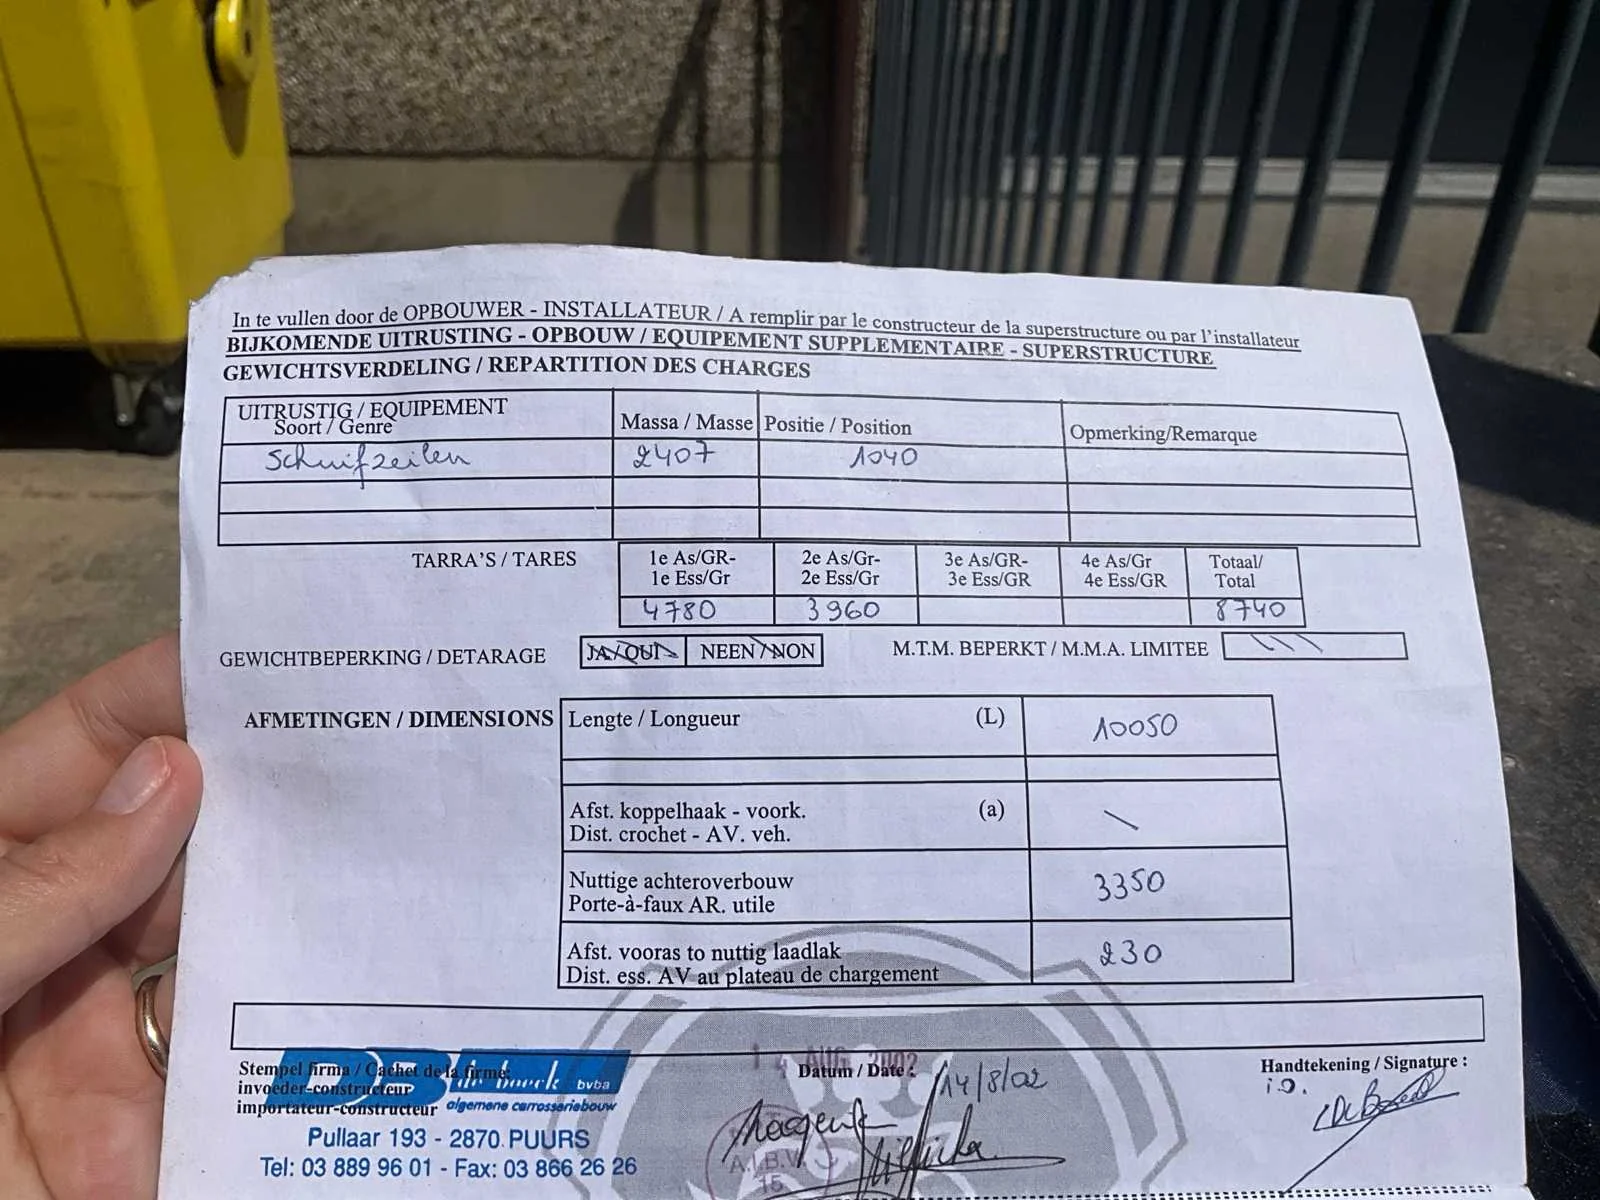 In te vullen door de OPBOUWER - INSTALLATEUR / A remplir par le constructeur de la superstructure ou par l'installateur
BIJKOMENDE UITRUSTING - OPBOUW / EQUIPEMENT SUPPLEMENTAIRE - SUPERSTRUCTURE
GEWICHTSVERDELING / REPARTITION DES CHARGES
UITRUSTIG / EQUIPEMENT
Soort / Genre
Massa / Masse
Positie / Position
Opmerking/Remarque
Schuifzeilen
2407
1040
TARRA'S / TARES
1e As/GR-
1e Ess/Gr
2e As/Gr-
2e Ess/Gr
3e As/GR-
3e Ess/GR
4e As/Gr
4e Ess/GR
Totaal/
Total
4780
3960
8740
GEWICHTBEPERKING / DETARAGE
JA / OUI
NEEN / NON
M.T.M. BEPERKT / M.M.A. LIMITEE
AFMETINGEN / DIMENSIONS
Lengte / Longueur (L)
10050
Afst. koppelhaak - voork. (a)
Dist. crochet - AV. veh.
Nuttige achteroverbouw
Porte-à-faux AR. utile
3350
Afst. vooras to nuttig laadlak
Dist. ess. AV au plateau de chargement
230
Stempel firma / Cachet de la firme:
invoeder-constructeur
importateur-constructeur
DB de boeck bvba
algemene carrosseriebouw
Pullaar 193 - 2870 PUURS
Tel: 03 889 96 01 - Fax: 03 866 26 26
14 AUG 2002
Datum / Date :
14/8/02
A.I.B.V.
15
Handtekening / Signature :
i.o.